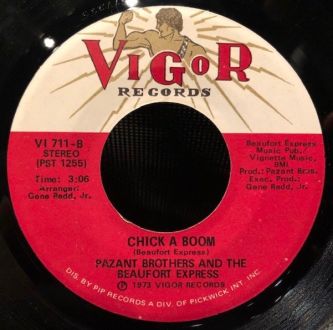 VIGOR
RECORDS
VI 711-B
STEREO
(PST 1255)
Time: 3:06
Arranger:
Gene Redd, Jr.
Beaufort Express
Music Pub./
Vignette Music,
BMI
Prod.: Pazant Bros.
Exec. Prod.:
Gene Redd, Jr.
CHICK A BOOM
(Beaufort Express)
PAZANT BROTHERS AND THE
BEAUFORT EXPRESS
Ⓟ 1973 VIGOR RECORDS
DIS. BY PIP RECORDS A DIV. OF PICKWICK INT. INC.